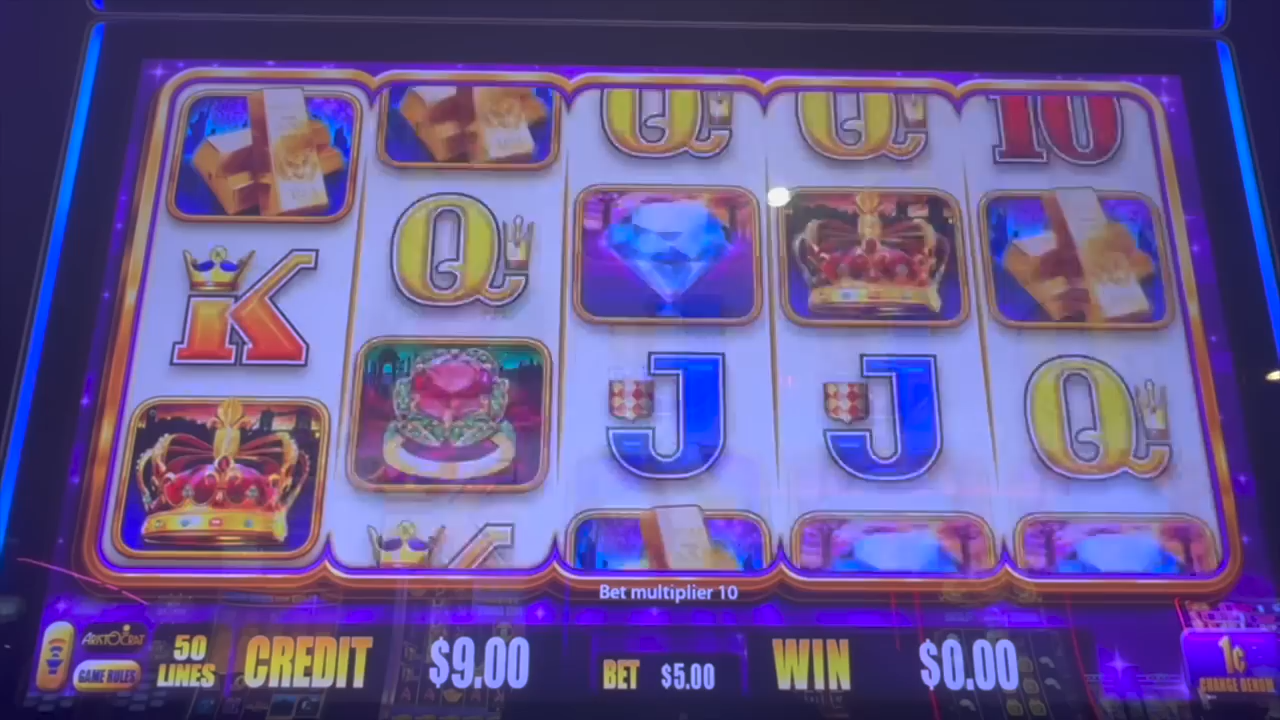 Q Q 10
Q
K
J J Q
K
Bet multiplier 10
ARISTOCRAT
GAME RULES
50
LINES
CREDIT $9.00
BET $5.00
WIN $0.00
1¢
CHANGE DENOM